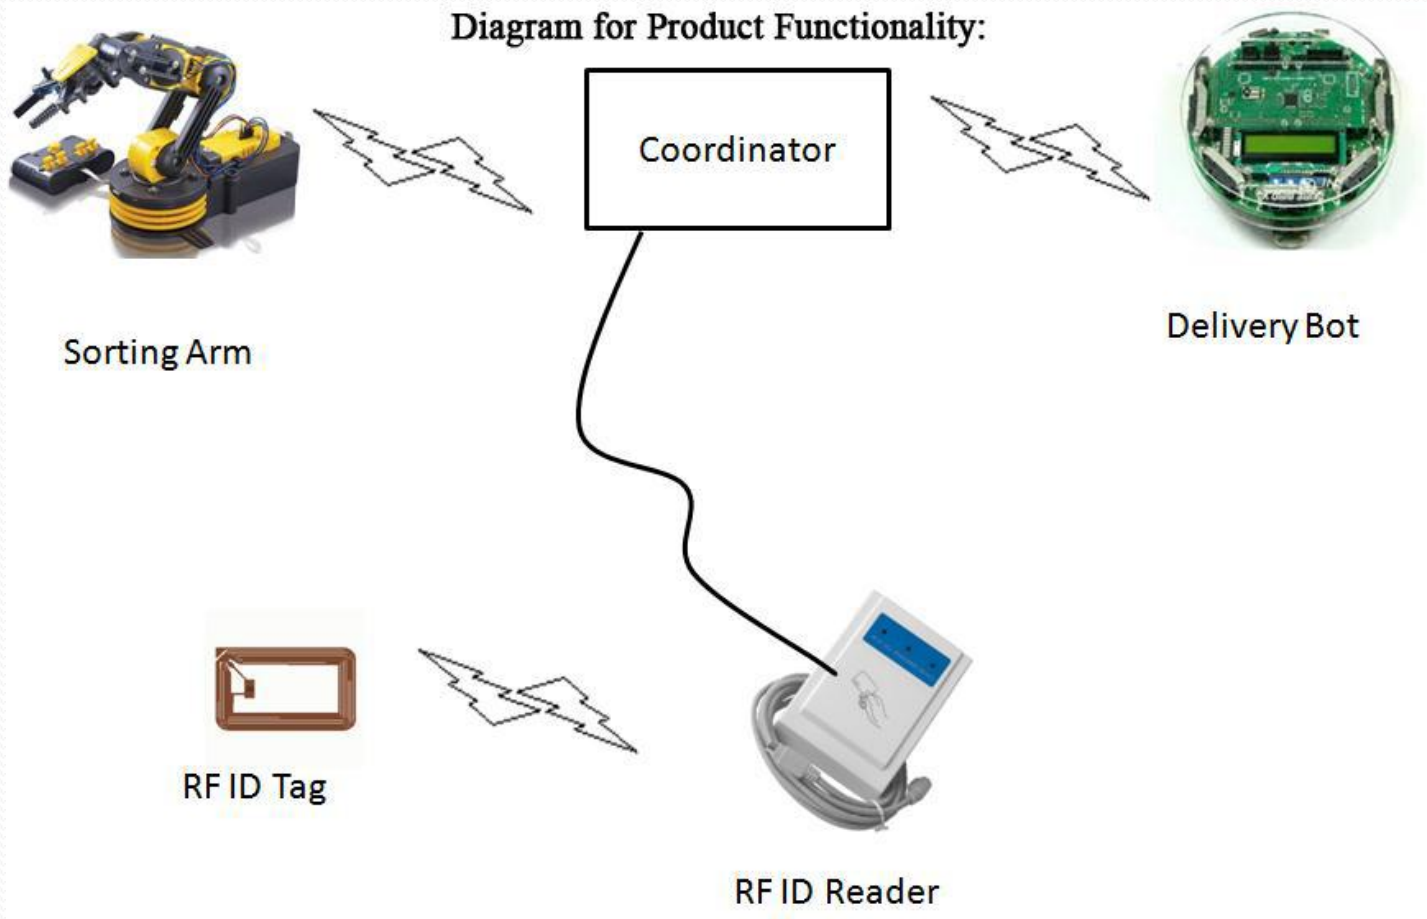 Diagram for Product Functionality:
Coordinator
Sorting Arm
Delivery Bot
RF ID Tag
RF ID Reader